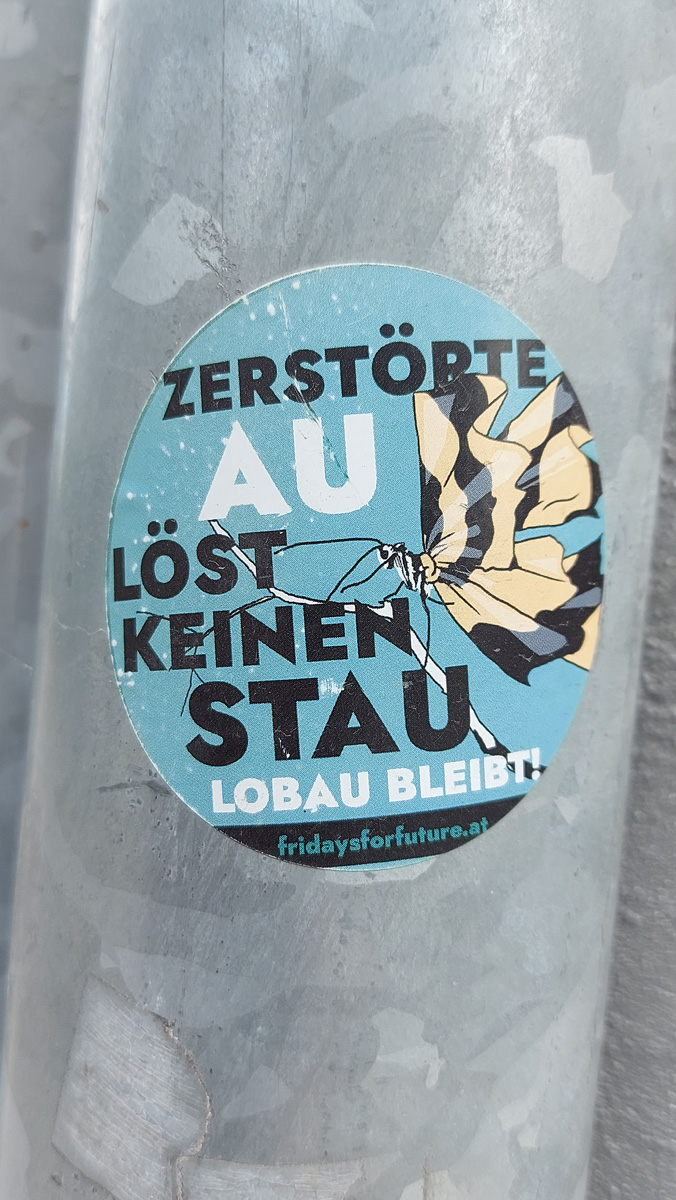 ZERSTÖRTE
AU
LÖST
KEINEN
STAU
LOBAU BLEIBT!
fridaysforfuture.at